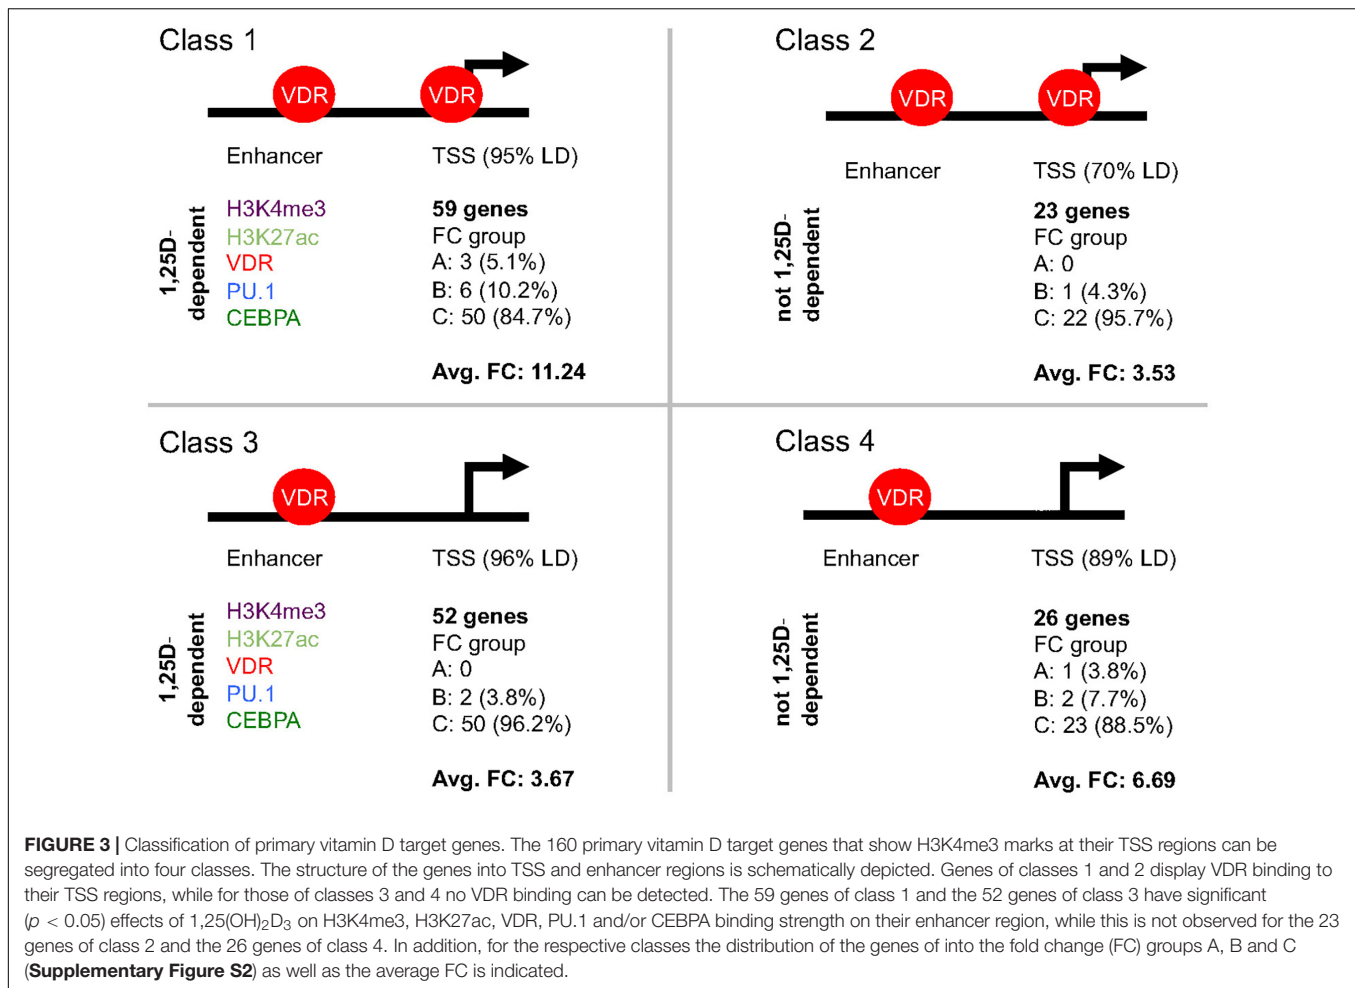 Class 1
VDR
VDR
Enhancer
TSS (95% LD)
1,25D-
dependent
H3K4me3
H3K27ac
VDR
PU.1
CEBPA
59 genes
FC group
A: 3 (5.1%)
B: 6 (10.2%)
C: 50 (84.7%)
Avg. FC: 11.24
Class 2
VDR
VDR
Enhancer
TSS (70% LD)
not 1,25D-
dependent
23 genes
FC group
A: 0
B: 1 (4.3%)
C: 22 (95.7%)
Avg. FC: 3.53
Class 3
VDR
Enhancer
TSS (96% LD)
1,25D-
dependent
H3K4me3
H3K27ac
VDR
PU.1
CEBPA
52 genes
FC group
A: 0
B: 2 (3.8%)
C: 50 (96.2%)
Avg. FC: 3.67
Class 4
VDR
Enhancer
TSS (89% LD)
not 1,25D-
dependent
26 genes
FC group
A: 1 (3.8%)
B: 2 (7.7%)
C: 23 (88.5%)
Avg. FC: 6.69
FIGURE 3 | Classification of primary vitamin D target genes. The 160 primary vitamin D target genes that show H3K4me3 marks at their TSS regions can be
segregated into four classes. The structure of the genes into TSS and enhancer regions is schematically depicted. Genes of classes 1 and 2 display VDR binding to
their TSS regions, while for those of classes 3 and 4 no VDR binding can be detected. The 59 genes of class 1 and the 52 genes of class 3 have significant
(p < 0.05) effects of 1,25(OH)₂D₃ on H3K4me3, H3K27ac, VDR, PU.1 and/or CEBPA binding strength on their enhancer region, while this is not observed for the 23
genes of class 2 and the 26 genes of class 4. In addition, for the respective classes the distribution of the genes of into the fold change (FC) groups A, B and C
(Supplementary Figure S2) as well as the average FC is indicated.